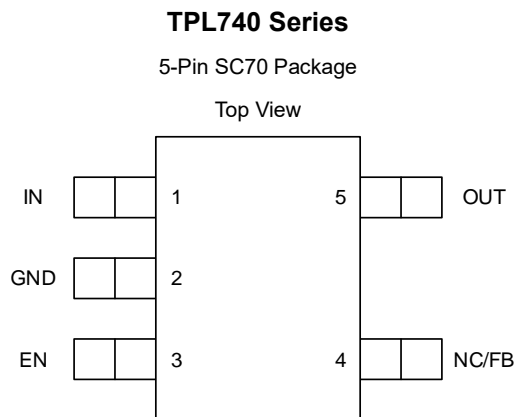 TPL740 Series
5-Pin SC70 Package
Top View
IN 1 5 OUT
GND 2
EN 3 4 NC/FB